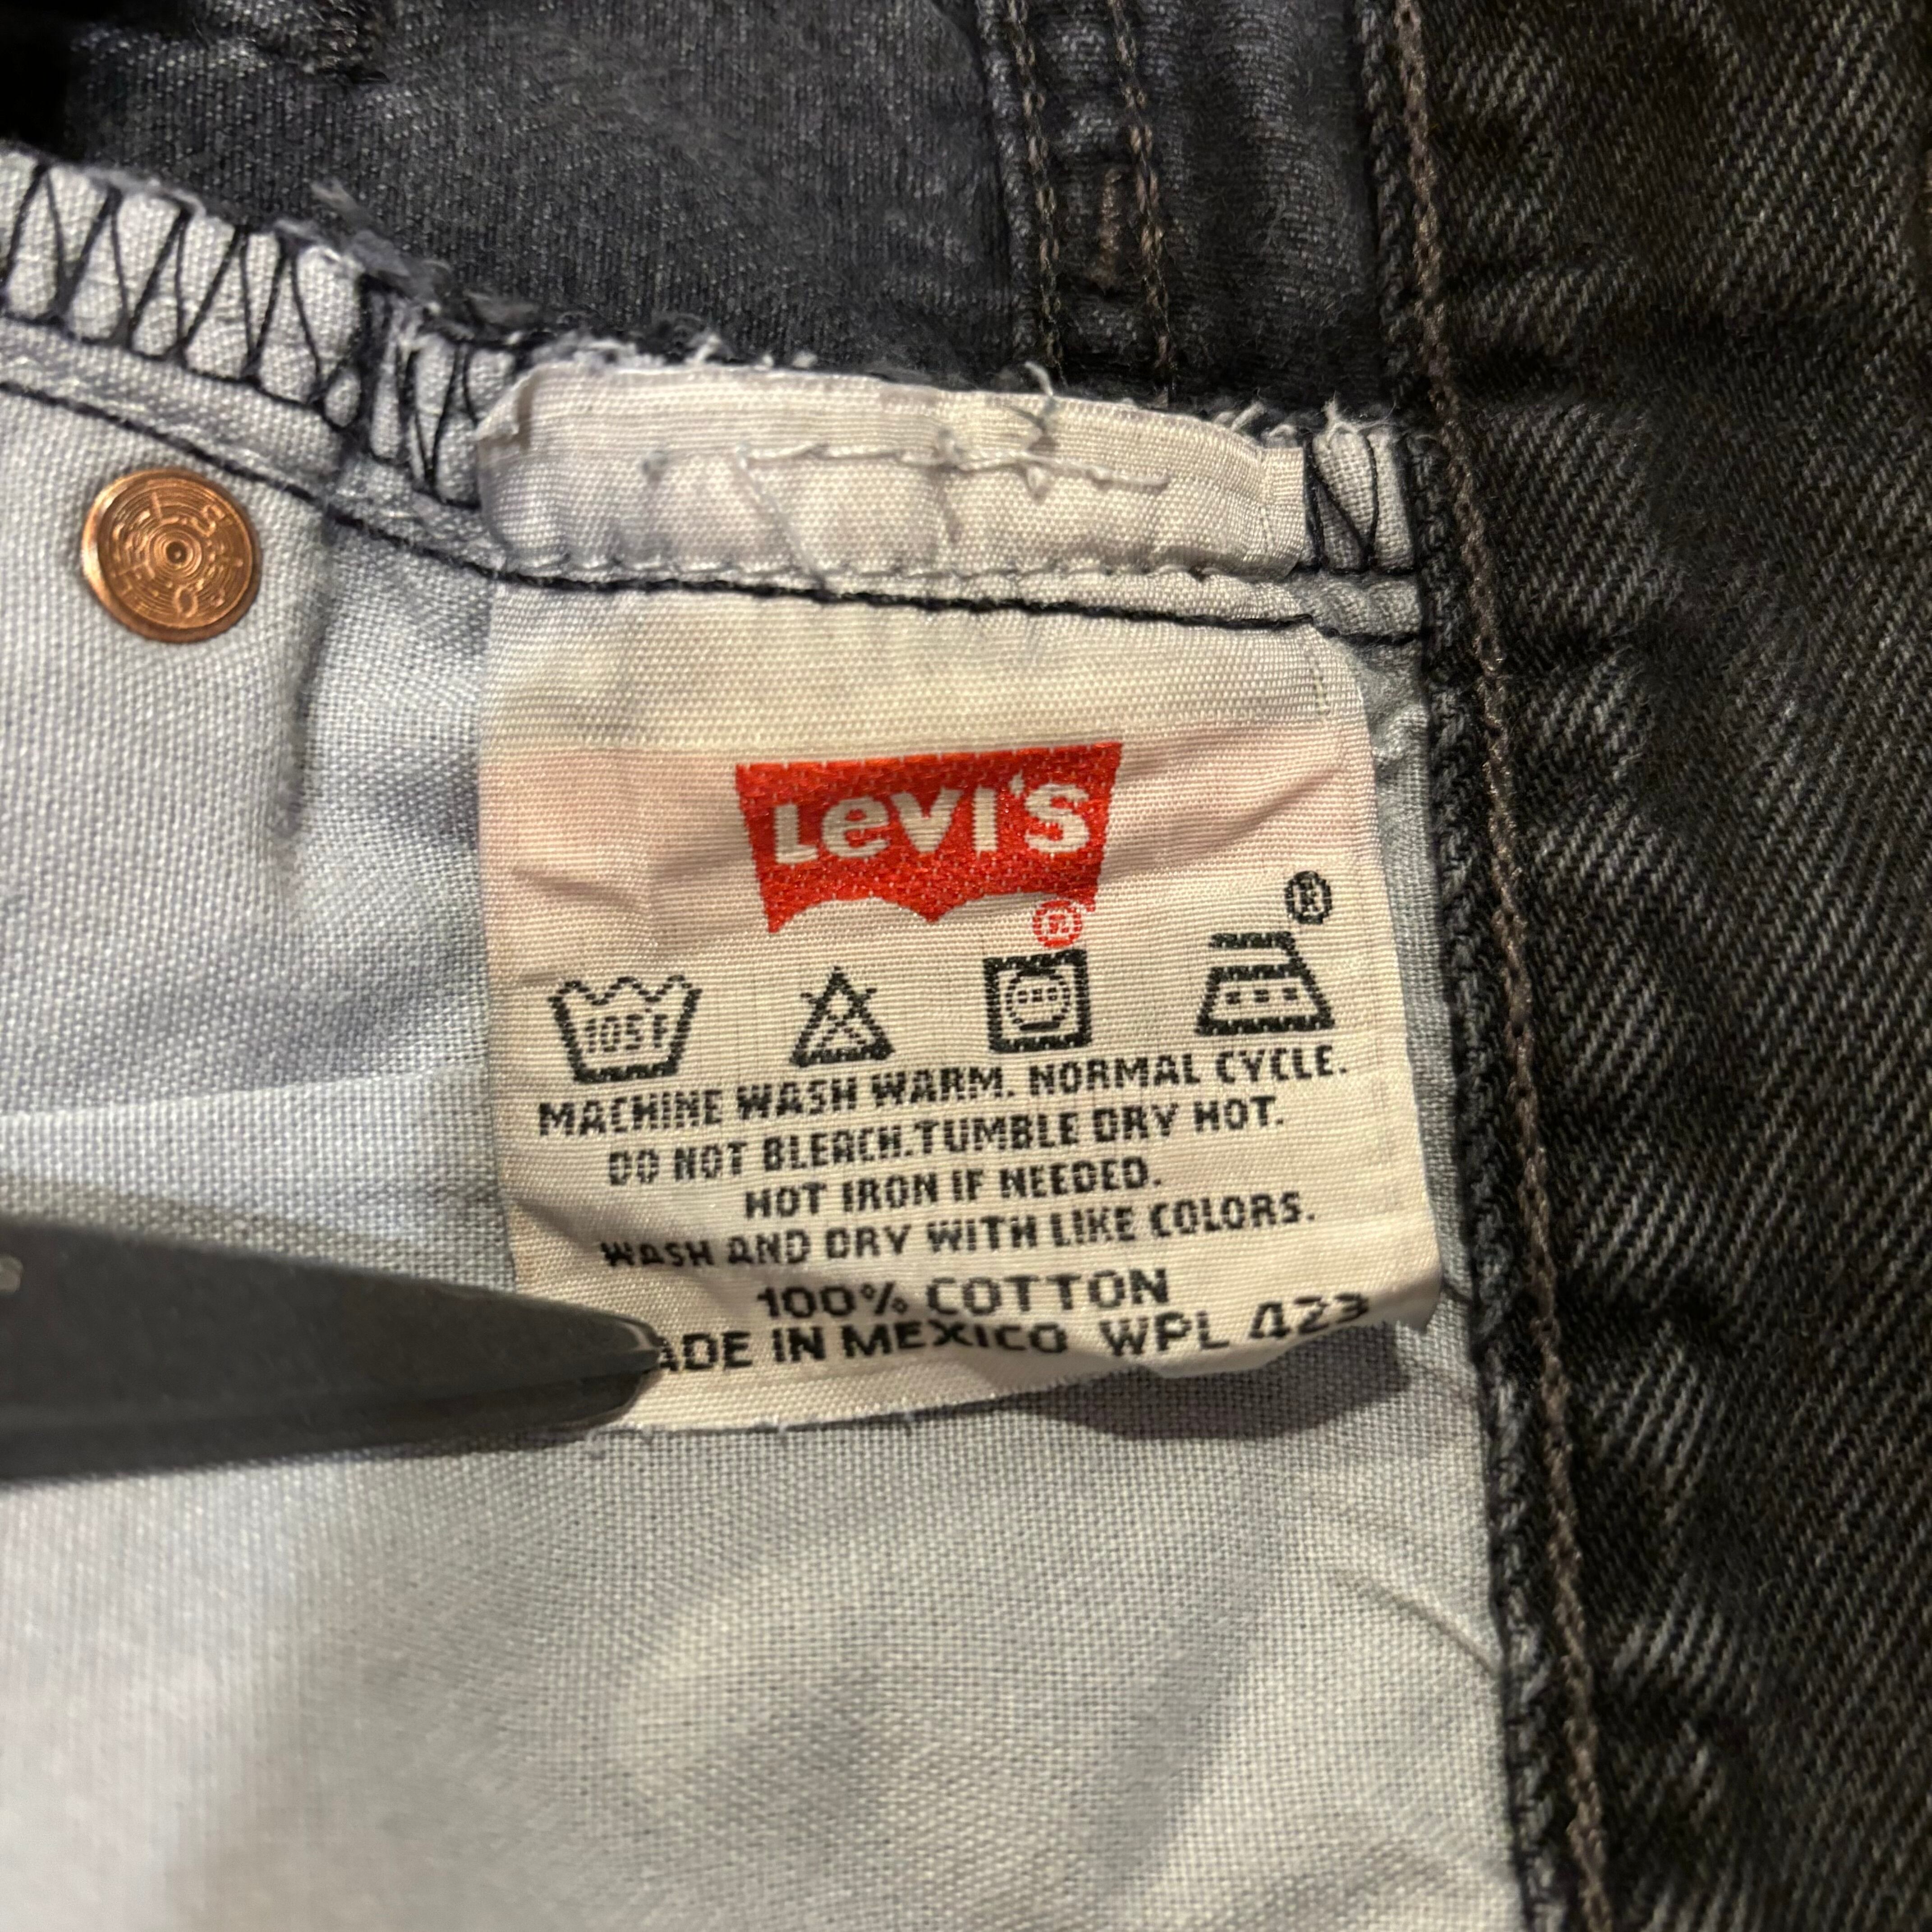 LEVI'S
®
®
105F
MACHINE WASH WARM. NORMAL CYCLE.
DO NOT BLEACH.TUMBLE DRY HOT.
HOT IRON IF NEEDED.
WASH AND DRY WITH LIKE COLORS.
100% COTTON
ADE IN MEXICO WPL 423